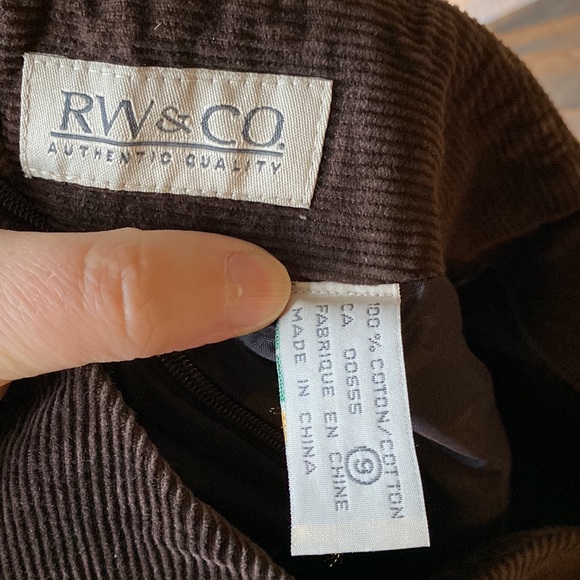 RW&CO.
AUTHENTIC QUALITY
100 % COTON/COTTON
CA 00555 9
FABRIQUE EN CHINE
MADE IN CHINA